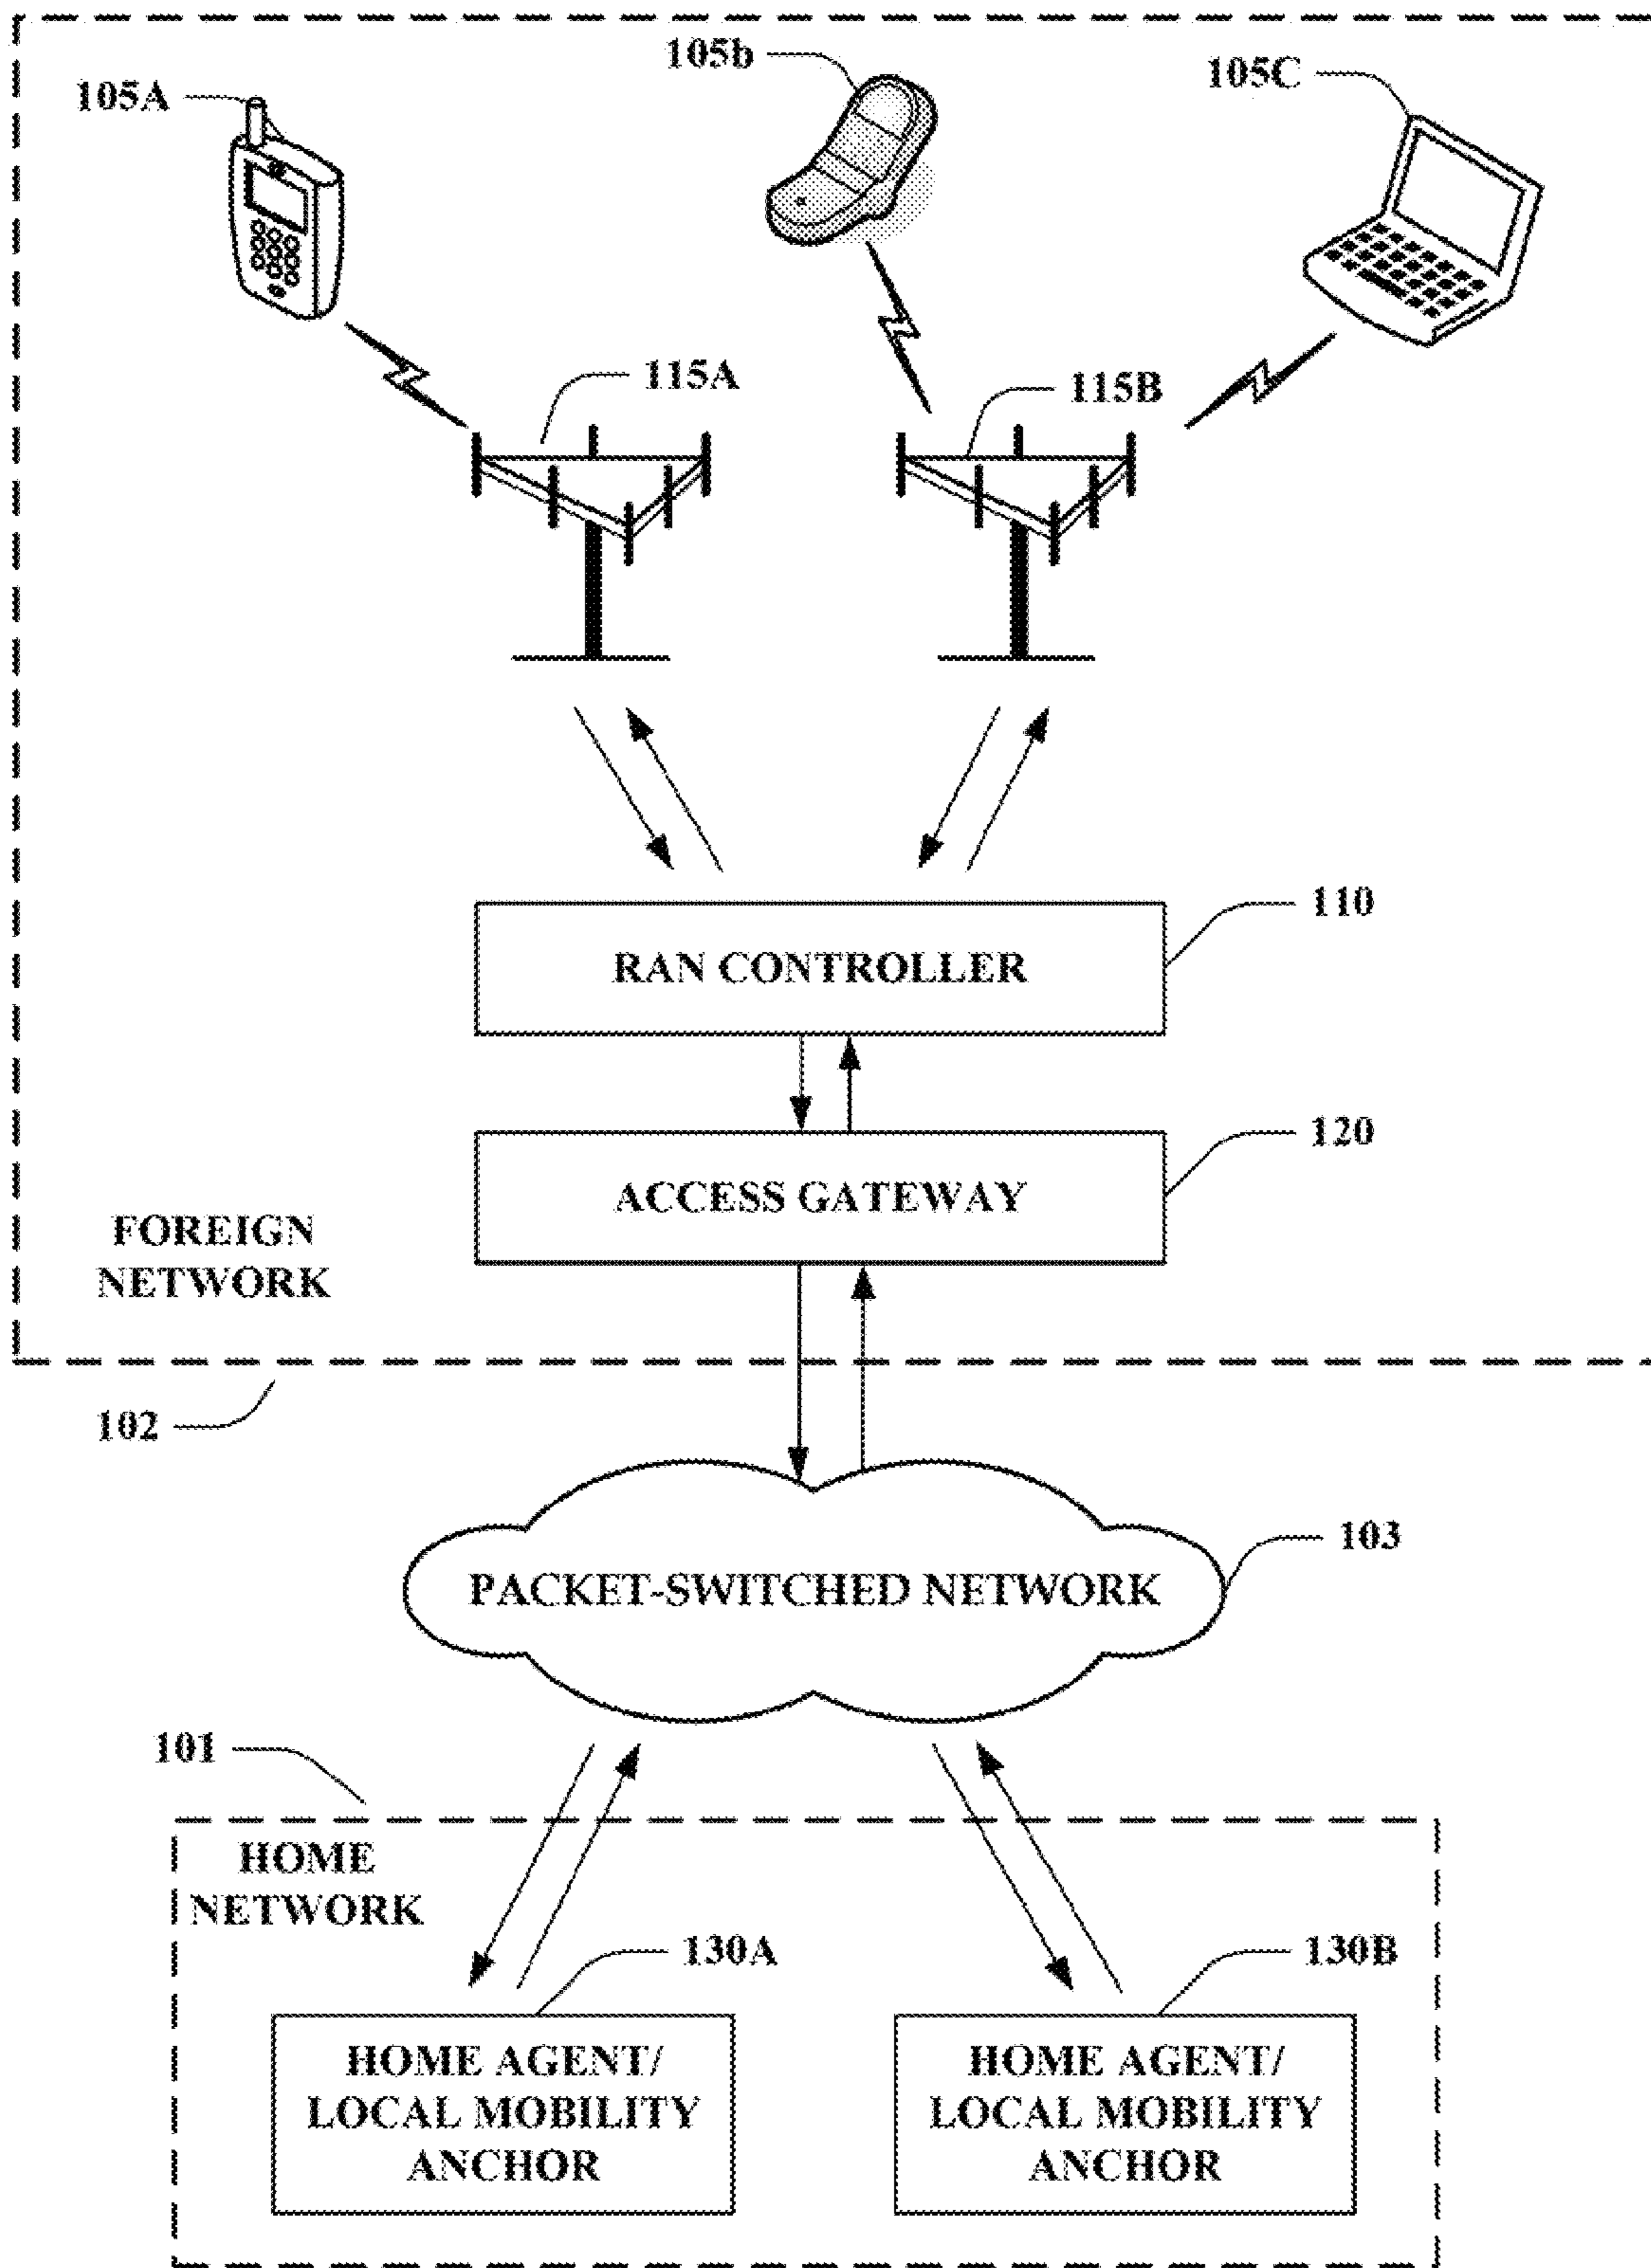 105A
105b
105C
115A
115B
110
RAN CONTROLLER
120
ACCESS GATEWAY
FOREIGN
NETWORK
102
103
PACKET-SWITCHED NETWORK
101
HOME
NETWORK
130A
130B
HOME AGENT/
LOCAL MOBILITY
ANCHOR
HOME AGENT/
LOCAL MOBILITY
ANCHOR